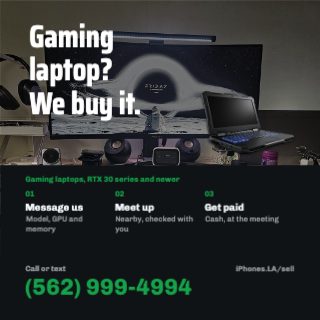 Gaming
laptop?
We buy it.
Gaming laptops, RTX 30 series and newer
01
Message us
Model, GPU and
memory
02
Meet up
Nearby, checked with
you
03
Get paid
Cash, at the meeting
Call or text
(562) 999-4994
iPhones.LA/sell